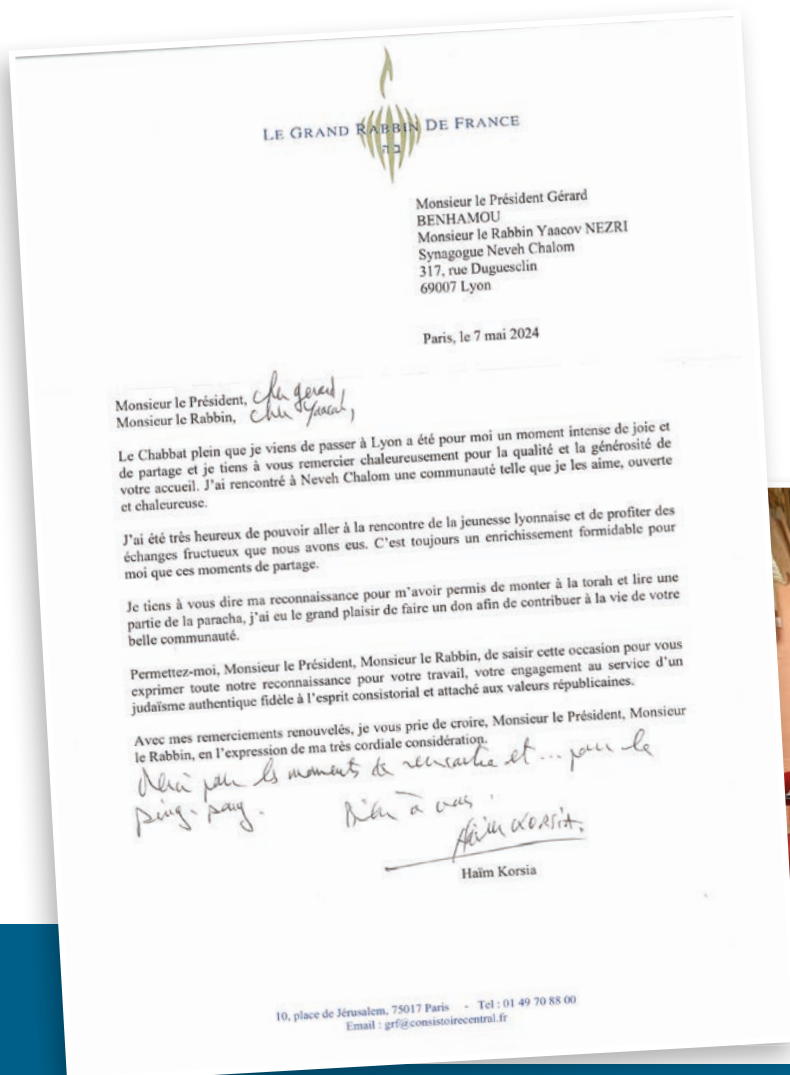 LE GRAND RABBIN DE FRANCE
בה
Monsieur le Président Gérard
BENHAMOU
Monsieur le Rabbin Yaacov NEZRI
Synagogue Neveh Chalom
317, rue Duguesclin
69007 Lyon
Paris, le 7 mai 2024
Monsieur le Président, cher gérard,
Monsieur le Rabbin, cher Yaacov,
Le Chabbat plein que je viens de passer à Lyon a été pour moi un moment intense de joie et
de partage et je tiens à vous remercier chaleureusement pour la qualité et la générosité de
votre accueil. J'ai rencontré à Neveh Chalom une communauté telle que je les aime, ouverte
et chaleureuse.
J'ai été très heureux de pouvoir aller à la rencontre de la jeunesse lyonnaise et de profiter des
échanges fructueux que nous avons eus. C'est toujours un enrichissement formidable pour
moi que ces moments de partage.
Je tiens à vous dire ma reconnaissance pour m'avoir permis de monter à la torah et lire une
partie de la paracha, j'ai eu le grand plaisir de faire un don afin de contribuer à la vie de votre
belle communauté.
Permettez-moi, Monsieur le Président, Monsieur le Rabbin, de saisir cette occasion pour vous
exprimer toute notre reconnaissance pour votre travail, votre engagement au service d'un
judaïsme authentique fidèle à l'esprit consistorial et attaché aux valeurs républicaines.
Avec mes remerciements renouvelés, je vous prie de croire, Monsieur le Président, Monsieur
le Rabbin, en l'expression de ma très cordiale considération.
Merci pour les moments de rencontre et ... pour le
ping-pong. Bien à vous.
Haïm KORSIA.
Haïm Korsia
10, place de Jérusalem, 75017 Paris - Tel : 01 49 70 88 00
Email : grf@consistoirecentral.fr